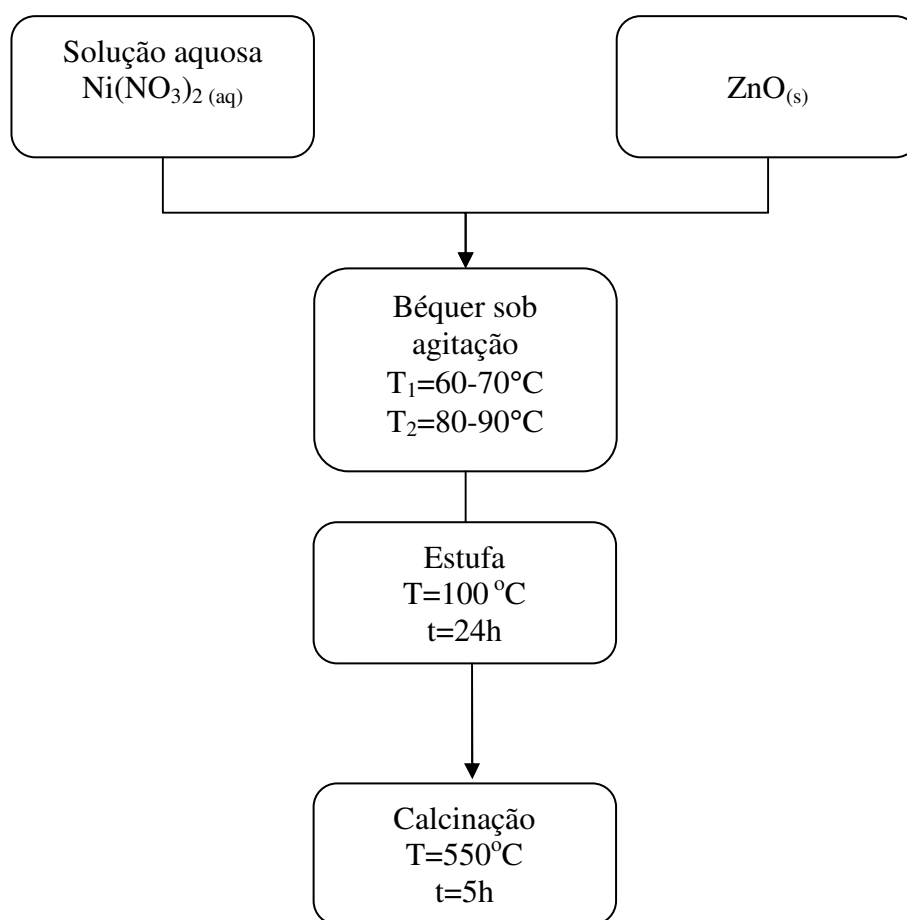 Solução aquosa
Ni(NO₃)₂ (aq)
ZnO(s)
Béquer sob
agitação
T₁=60-70°C
T₂=80-90°C
Estufa
T=100 °C
t=24h
Calcinação
T=550°C
t=5h